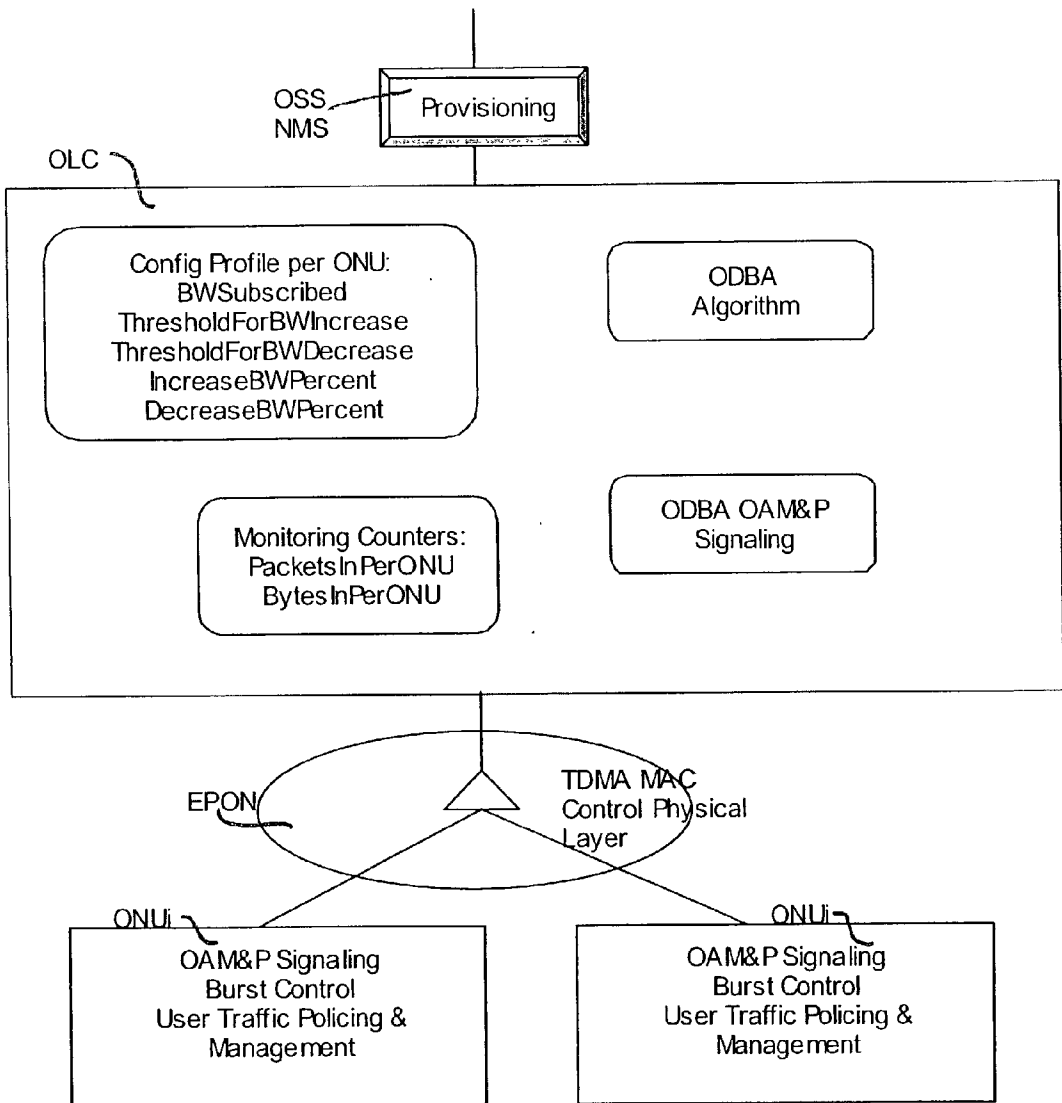 OSS
NMS
Provisioning
OLC
Config Profile per ONU:
BWSubscribed
ThresholdForBWIncrease
ThresholdForBWDecrease
IncreaseBWPercent
DecreaseBWPercent
ODBA
Algorithm
Monitoring Counters:
PacketsInPerONU
BytesInPerONU
ODBA OAM&P
Signaling
EPON
TDMA MAC
Control Physical
Layer
ONUi
OAM&P Signaling
Burst Control
User Traffic Policing &
Management
ONUi
OAM&P Signaling
Burst Control
User Traffic Policing &
Management